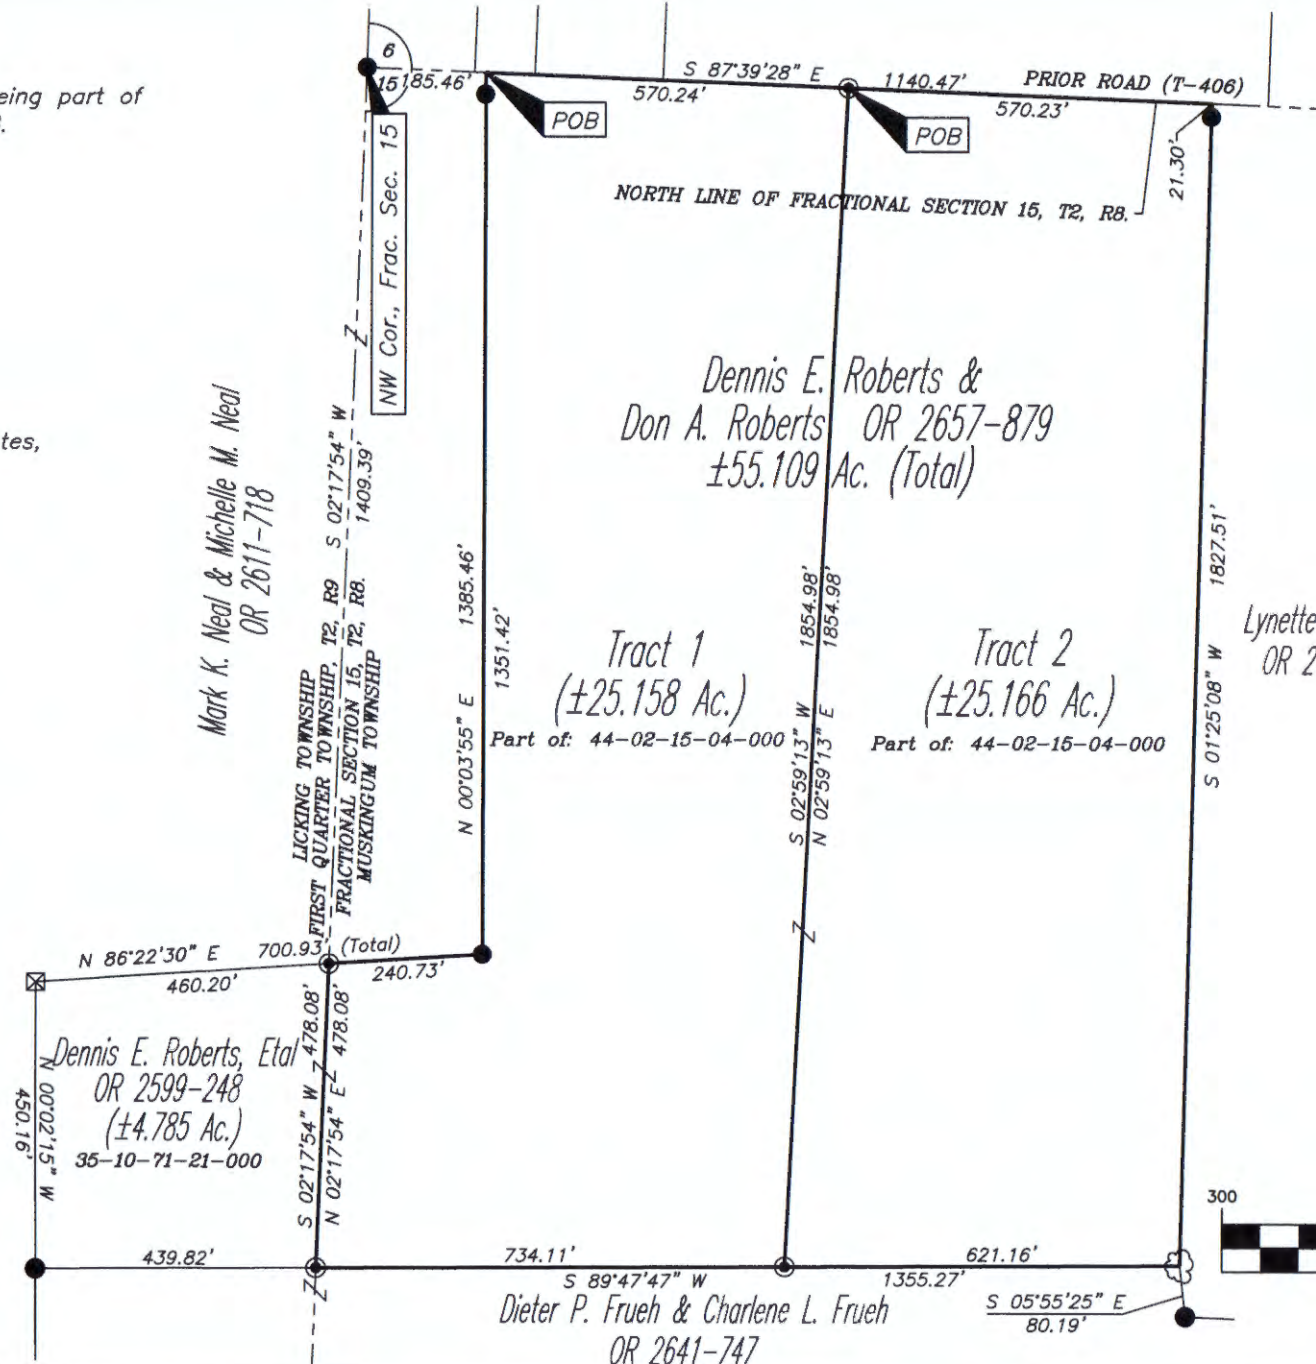 eing part of
6
15
185.46'
S 87°39'28" E
570.24'
1140.47'
PRIOR ROAD (T-406)
570.23'
POB
POB
21.30'
NORTH LINE OF FRACTIONAL SECTION 15, T2, R8.
NW Cor., Frac. Sec. 15
Dennis E. Roberts &
Don A. Roberts OR 2657-879
±55.109 Ac. (Total)
tes,
Mark K. Neal & Michelle M. Neal
OR 2611-718
S 02°17'54" W
1409.39'
LICKING TOWNSHIP
FIRST QUARTER TOWNSHIP, T2, R9
FRACTIONAL SECTION 15, T2, R8.
MUSKINGUM TOWNSHIP
N 00°03'55" E 1385.46'
1351.42'
Tract 1
(±25.158 Ac.)
Part of: 44-02-15-04-000
S 02°59'13" W 1854.98'
N 02°59'13" E 1854.98'
Tract 2
(±25.166 Ac.)
Part of: 44-02-15-04-000
S 01°25'08" W 1827.51'
Lynette
OR 2
N 86°22'30" E 700.93' (Total)
460.20'
240.73'
Dennis E. Roberts, Etal
OR 2599-248
(±4.785 Ac.)
35-10-71-21-000
N 00°02'15" W
450.16'
S 02°17'54" W 478.08'
N 02°17'54" E 478.08'
439.82'
734.11'
S 89°47'47" W
621.16'
1355.27'
300
Dieter P. Frueh & Charlene L. Frueh
OR 2641-747
S 05°55'25" E
80.19'